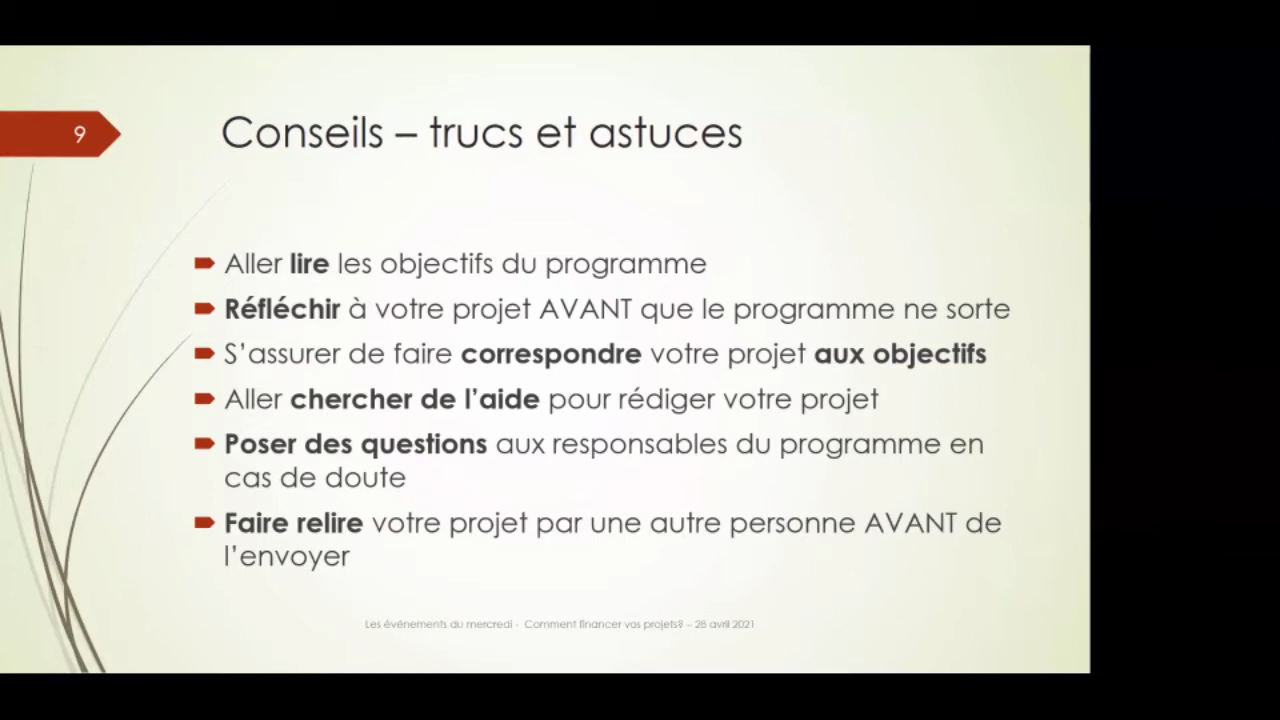 9
Conseils – trucs et astuces
Aller lire les objectifs du programme
Réfléchir à votre projet AVANT que le programme ne sorte
S'assurer de faire correspondre votre projet aux objectifs
Aller chercher de l'aide pour rédiger votre projet
Poser des questions aux responsables du programme en
cas de doute
Faire relire votre projet par une autre personne AVANT de
l'envoyer
Les événements du mercredi - Comment financer vos projets? – 28 avril 2021